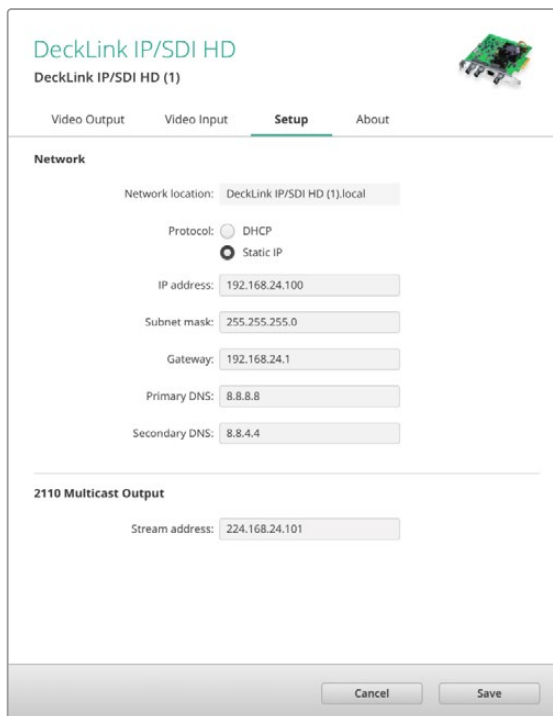 DeckLink IP/SDI HD
DeckLink IP/SDI HD (1)
Video Output Video Input Setup About
Network
Network location: DeckLink IP/SDI HD (1).local
Protocol: DHCP
Static IP
IP address: 192.168.24.100
Subnet mask: 255.255.255.0
Gateway: 192.168.24.1
Primary DNS: 8.8.8.8
Secondary DNS: 8.8.4.4
2110 Multicast Output
Stream address: 224.168.24.101
Cancel Save